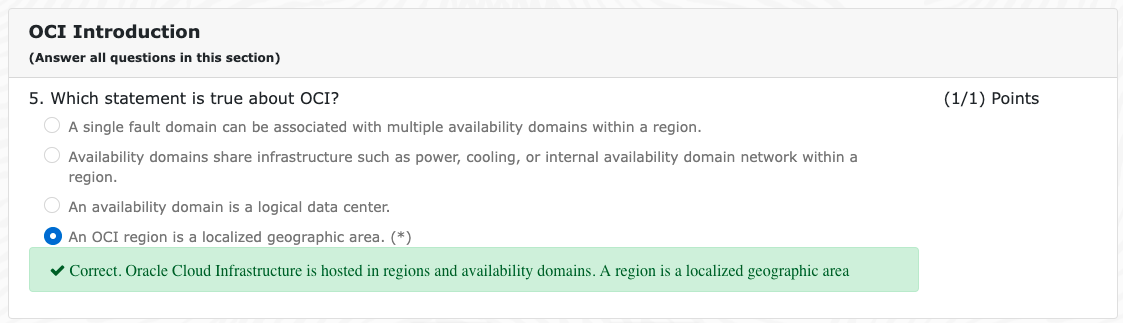 OCI Introduction
(Answer all questions in this section)
5. Which statement is true about OCI? (1/1) Points
A single fault domain can be associated with multiple availability domains within a region.
Availability domains share infrastructure such as power, cooling, or internal availability domain network within a
region.
An availability domain is a logical data center.
An OCI region is a localized geographic area. (*)
Correct. Oracle Cloud Infrastructure is hosted in regions and availability domains. A region is a localized geographic area